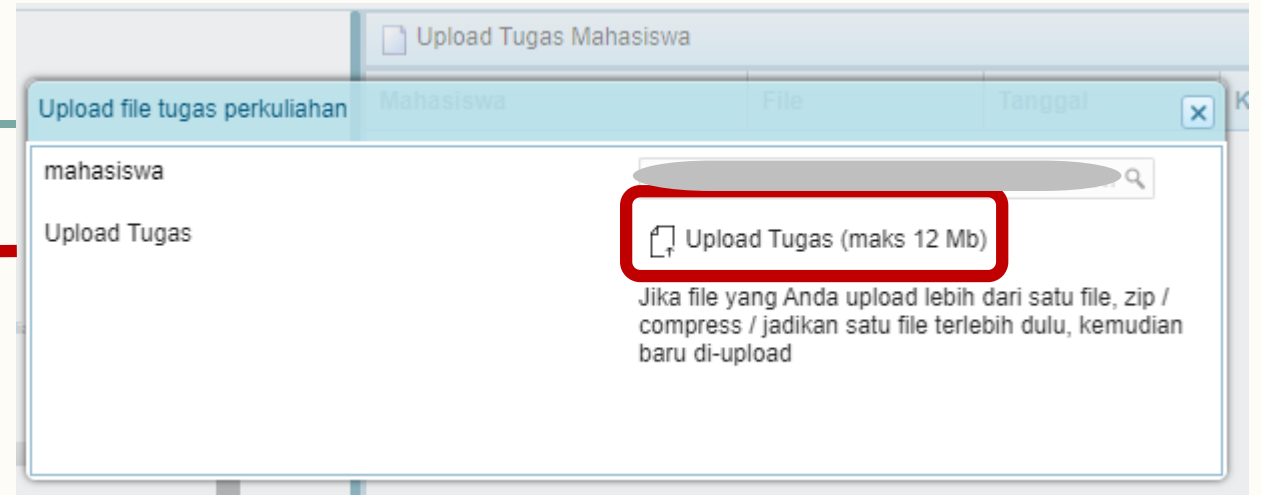 Upload Tugas Mahasiswa
Upload file tugas perkuliahan
Mahasiswa File Tanggal K
mahasiswa
Upload Tugas
Upload Tugas (maks 12 Mb)
Jika file yang Anda upload lebih dari satu file, zip /
compress / jadikan satu file terlebih dulu, kemudian
baru di-upload